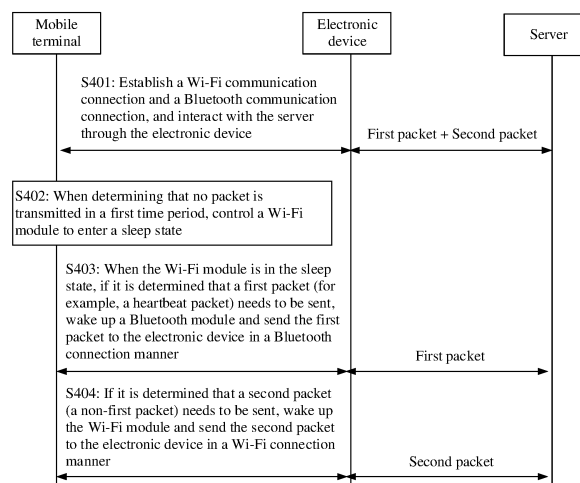 Mobile
terminal
Electronic
device
Server
S401: Establish a Wi-Fi communication
connection and a Bluetooth communication
connection, and interact with the server
through the electronic device
First packet + Second packet
S402: When determining that no packet is
transmitted in a first time period, control a Wi-Fi
module to enter a sleep state
S403: When the Wi-Fi module is in the sleep
state, if it is determined that a first packet (for
example, a heartbeat packet) needs to be sent,
wake up a Bluetooth module and send the first
packet to the electronic device in a Bluetooth
connection manner
First packet
S404: If it is determined that a second packet
(a non-first packet) needs to be sent, wake up
the Wi-Fi module and send the second packet
to the electronic device in a Wi-Fi connection
manner
Second packet